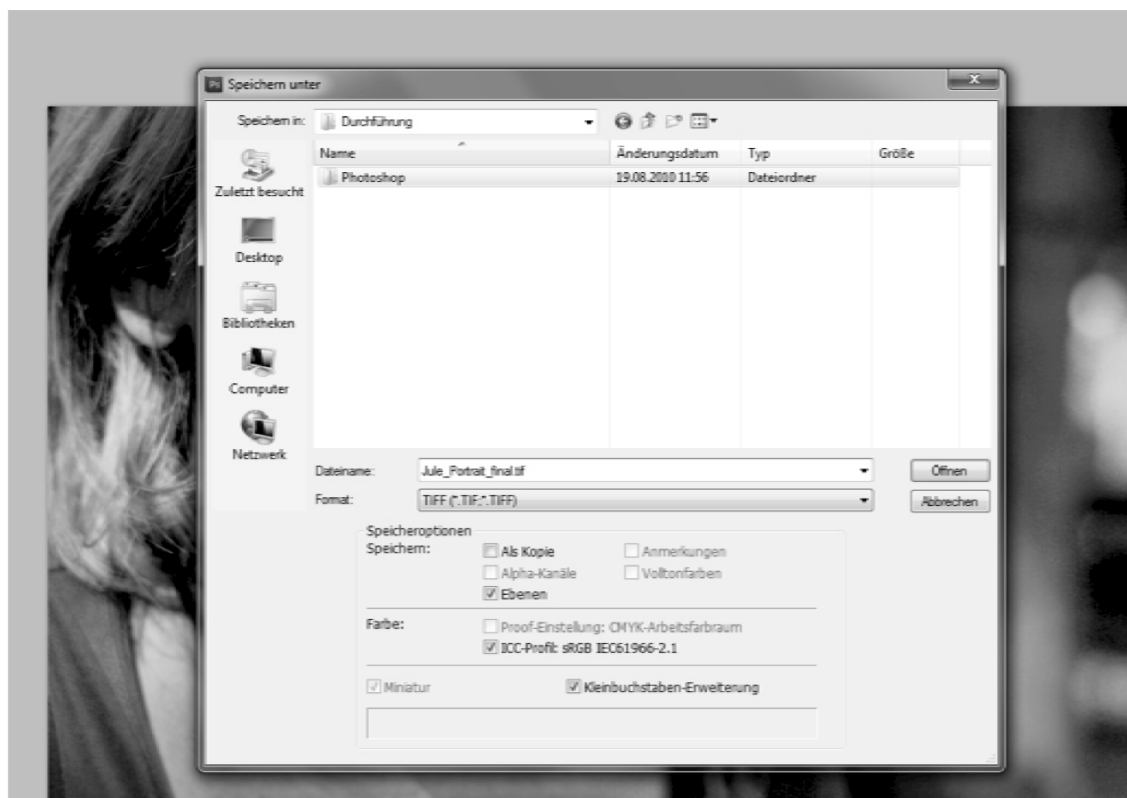 Ps Speichern unter
Speichern in: Durchführung
Name Änderungsdatum Typ Größe
Photoshop 19.08.2010 11:56 Dateiordner
Zuletzt besucht
Desktop
Bibliotheken
Computer
Netzwerk
Dateiname: Jule_Portrait_final.tif Öffnen
Format: TIFF (*.TIF;*.TIFF) Abbrechen
Speicheroptionen
Speichern: Als Kopie Anmerkungen
Alpha-Kanäle Volltonfarben
Ebenen
Farbe: Proof-Einstellung: CMYK-Arbeitsfarbraum
ICC-Profil: sRGB IEC61966-2.1
Miniatur Kleinbuchstaben-Erweiterung